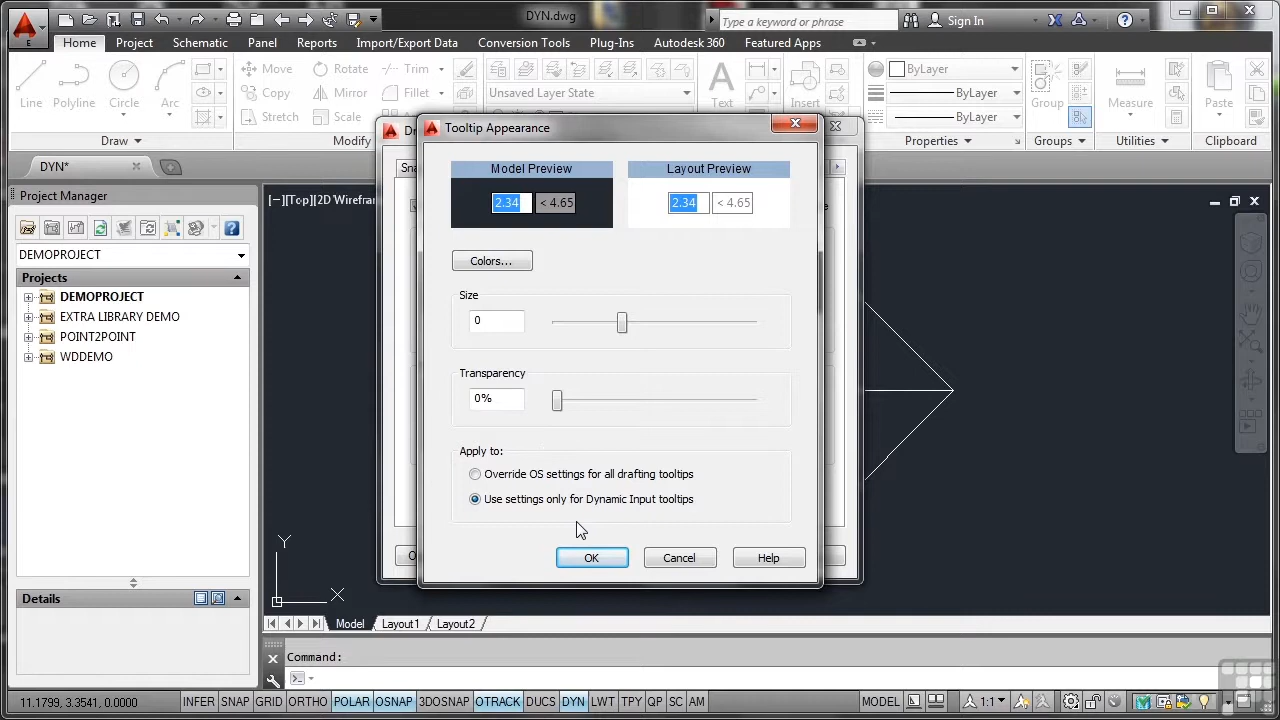 DYN.dwg
Type a keyword or phrase
Sign In
E
Home
Project
Schematic
Panel
Reports
Import/Export Data
Conversion Tools
Plug-Ins
Autodesk 360
Featured Apps
Line
Polyline
Circle
Arc
Move
Rotate
Trim
Copy
Mirror
Fillet
Stretch
Scale
Unsaved Layer State
Text
Insert
ByLayer
ByLayer
ByLayer
Group
Measure
Paste
Draw
Properties
Groups
Utilities
Clipboard
DYN*
Project Manager
DEMOPROJECT
Projects
DEMOPROJECT
EXTRA LIBRARY DEMO
POINT2POINT
WDDEMO
Details
[−][Top][2D Wirefram
Dr
Sna
Tooltip Appearance
Model Preview
Layout Preview
2.34
< 4.65
2.34
< 4.65
Colors...
Size
0
Transparency
0%
Apply to:
Override OS settings for all drafting tooltips
Use settings only for Dynamic Input tooltips
OK
Cancel
Help
Y
X
Model
Layout1
Layout2
Command:
11.1799, 3.3541, 0.0000
INFER
SNAP
GRID
ORTHO
POLAR
OSNAP
3DOSNAP
OTRACK
DUCS
DYN
LWT
TPY
QP
SC
AM
MODEL
1:1